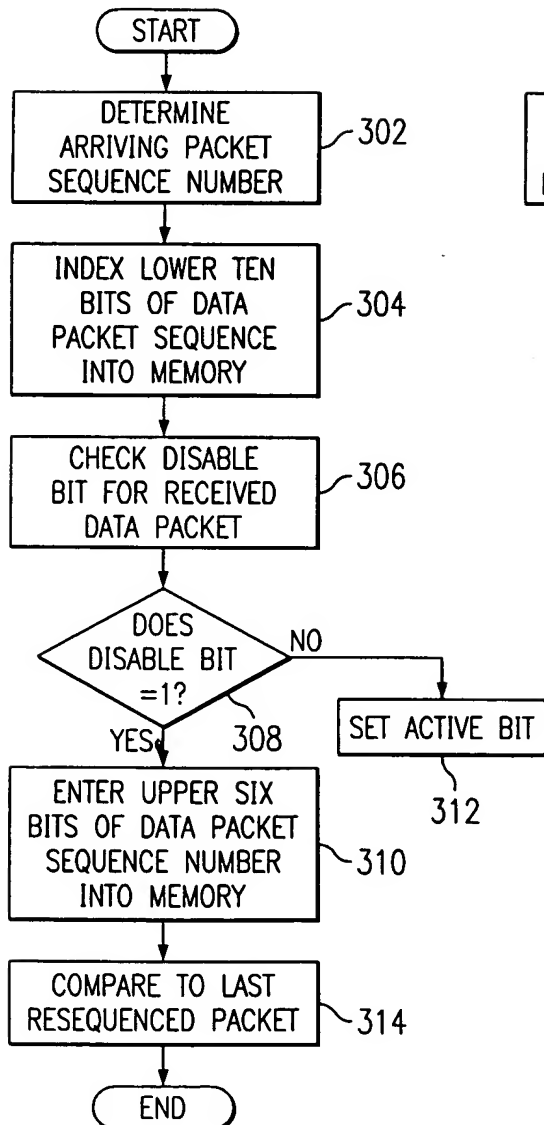 START
DETERMINE
ARRIVING PACKET
SEQUENCE NUMBER
302
INDEX LOWER TEN
BITS OF DATA
PACKET SEQUENCE
INTO MEMORY
304
CHECK DISABLE
BIT FOR RECEIVED
DATA PACKET
306
DOES
DISABLE BIT
=1?
NO
308
YES
SET ACTIVE BIT
312
ENTER UPPER SIX
BITS OF DATA PACKET
SEQUENCE NUMBER
INTO MEMORY
310
COMPARE TO LAST
RESEQUENCED PACKET
314
END